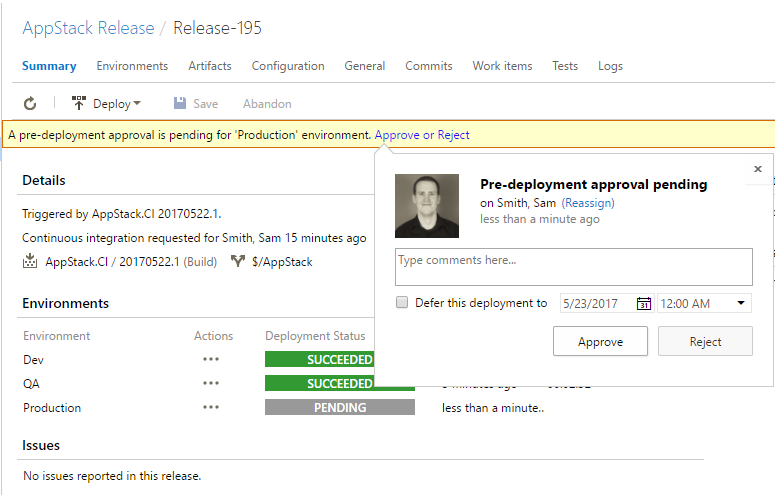 AppStack Release / Release-195
Summary Environments Artifacts Configuration General Commits Work items Tests Logs
Deploy Save Abandon
A pre-deployment approval is pending for 'Production' environment. Approve or Reject
Details
Triggered by AppStack.CI 20170522.1.
Continuous integration requested for Smith, Sam 15 minutes ago
AppStack.CI / 20170522.1 (Build) $/AppStack
Pre-deployment approval pending
on Smith, Sam (Reassign)
less than a minute ago
Type comments here...
Defer this deployment to 5/23/2017 31 12:00 AM
Approve Reject
Environments
Environment Actions Deployment Status
Dev ... SUCCEEDED
QA ... SUCCEEDED
Production ... PENDING less than a minute..
Issues
No issues reported in this release.